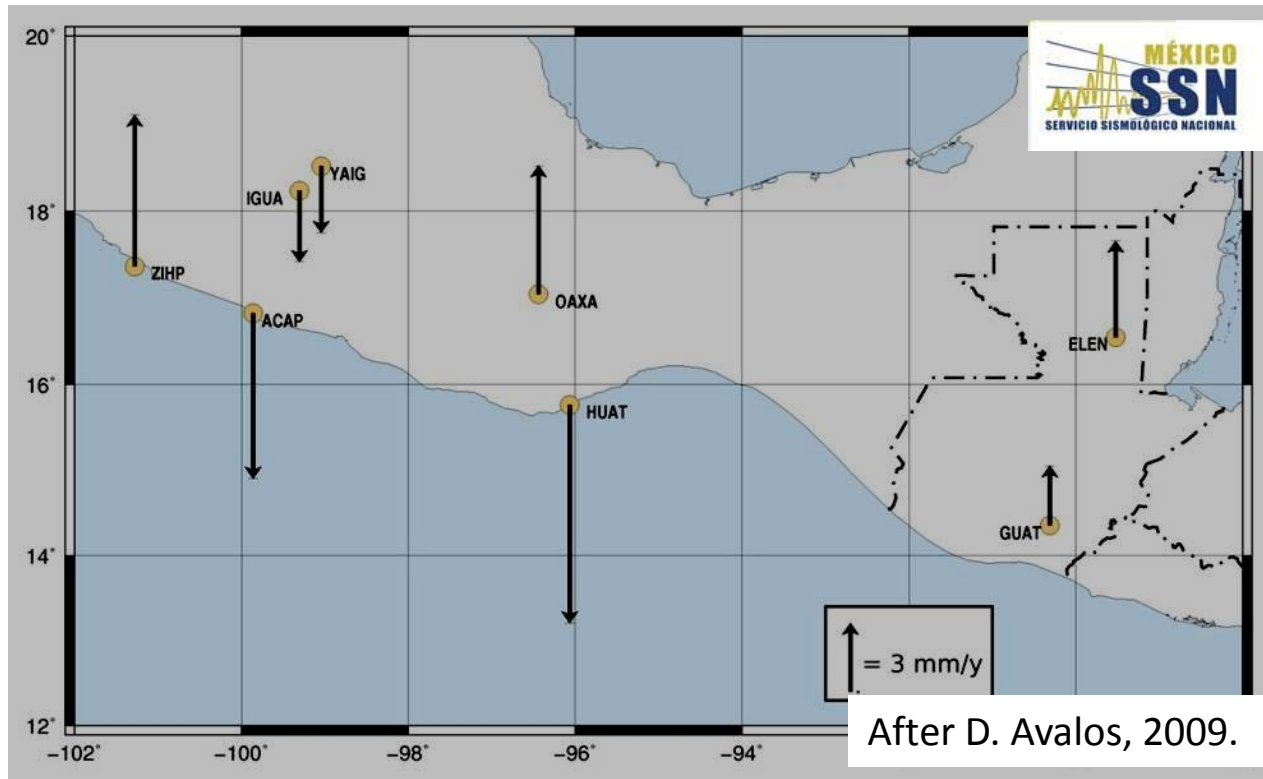 20°
MÉXICO
SSN
SERVICIO SISMOLÓGICO NACIONAL
YAIG
IGUA
18°
ZIHP
OAXA
ACAP
ELEN
16°
HUAT
GUAT
14°
= 3 mm/y
12°
After D. Avalos, 2009.
−102° −100° −98° −96° −94°